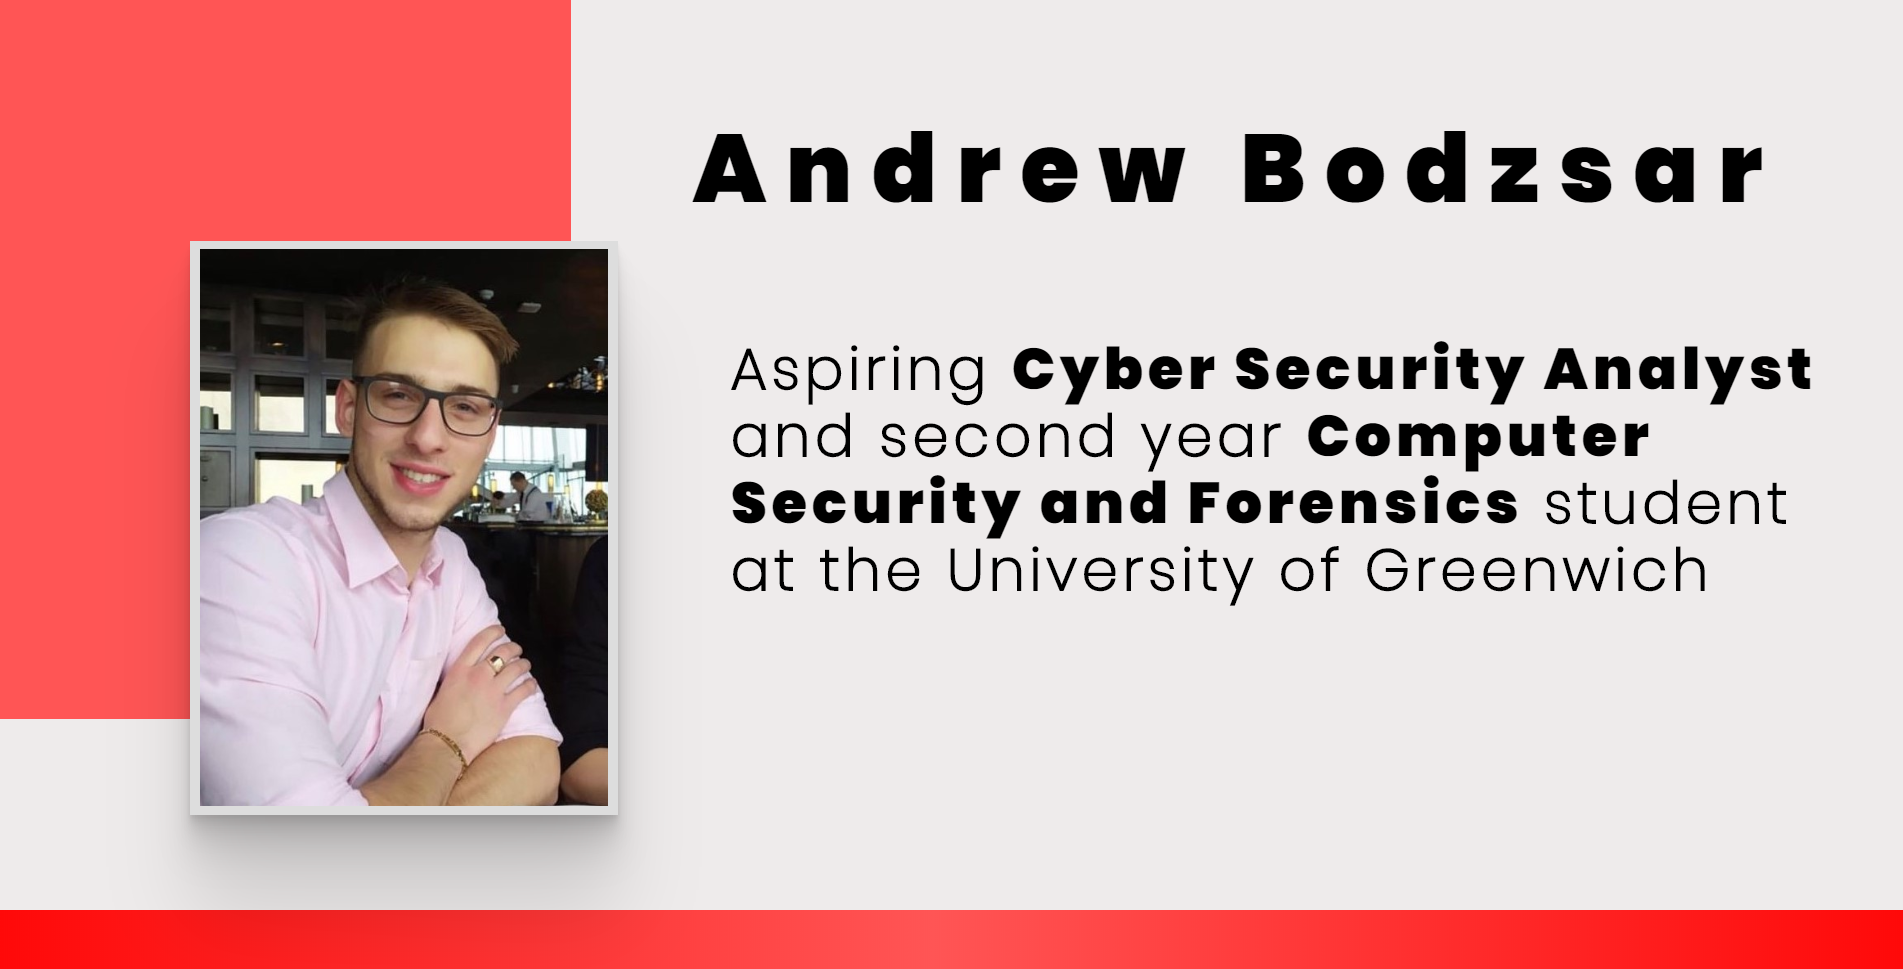 Andrew Bodzsar
Aspiring Cyber Security Analyst
and second year Computer
Security and Forensics student
at the University of Greenwich